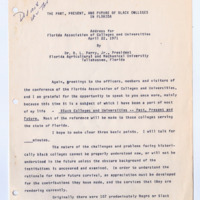 THE PAST, PRESENT, AND FUTURE OF BLACK COLLEGES
IN FLORIDA
Address for
Florida Association of Colleges and Universities
April 22, 1971
By
Dr. B. L. Perry, Jr., President
Florida Agricultural and Mechanical University
Tallahassee, Florida
Again, greetings to the officers, members and visitors of
the conference of the Florida Association of Colleges and Universities,
and I am grateful for the opportunity to speak to you once more, mainly
because this time it is a subject of which I have been a part of most
of my life - Black Colleges and Universities -- Past, Present and
Future. Most of the reference will be made to those colleges serving
the state of Florida.
I hope to make clear three basic points. I will talk for
minutes.
The nature of the challenges and problems facing histori-
cally Black colleges cannot be properly understood now, or will not be
understood in the future unless the obscure background of the
institution is uncovered and examined. In order to understand the
rationale for their future survival, an appreciation must be developed
for the contributions they have made, and the services that they are
rendering currently.
Originally there were 107 predominately Negro or Black